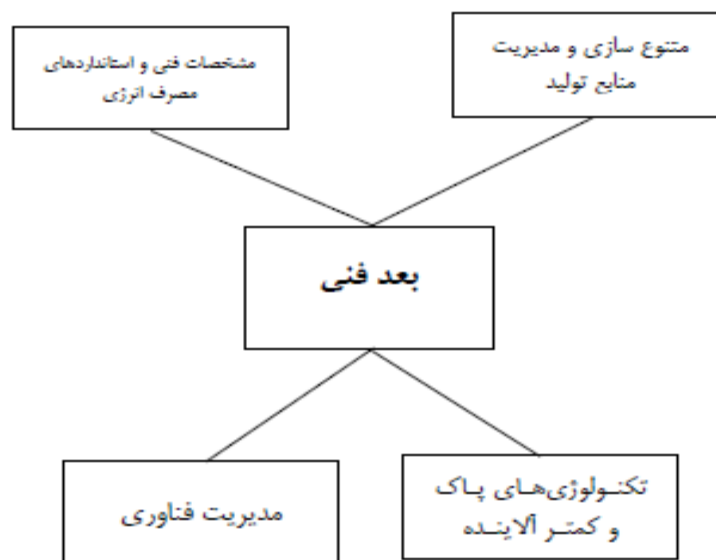 متنوع سازی و مدیریت
منابع تولید
مشخصات فنی و استانداردهای
مصرف انرژی
بعد فنی
تکنـولوژی‌هـای پـاک
و کمتـر آلاینـده
مدیریت فناوری